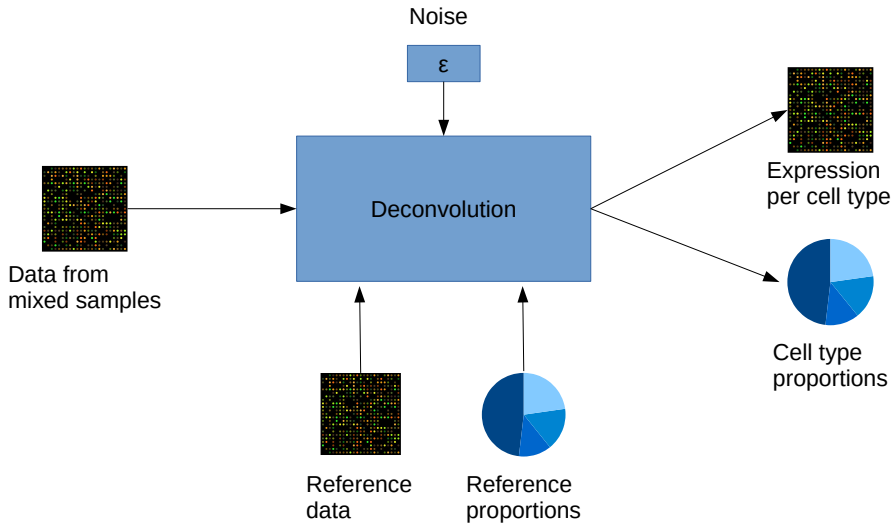 Noise
ε
Deconvolution
Data from
mixed samples
Expression
per cell type
Cell type
proportions
Reference
data
Reference
proportions